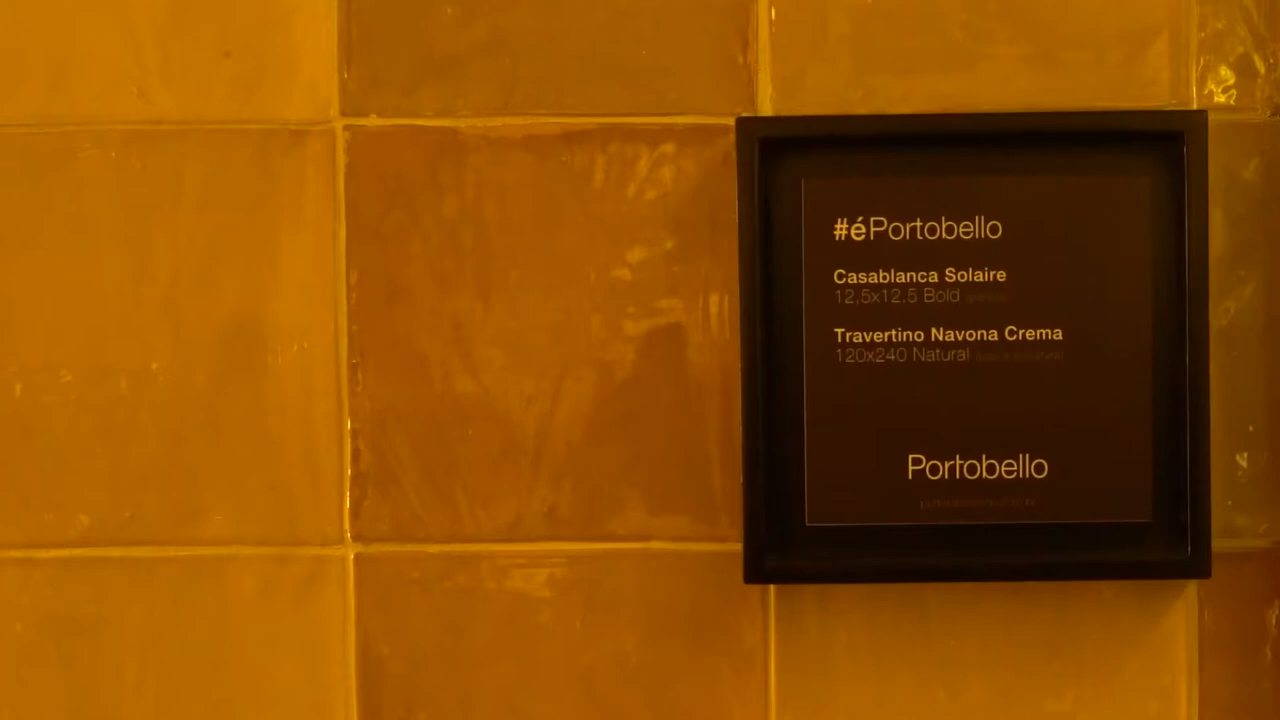 #éPortobello
Casablanca Solaire
12,5x12,5 Bold
Travertino Navona Crema
120x240 Natural
Portobello